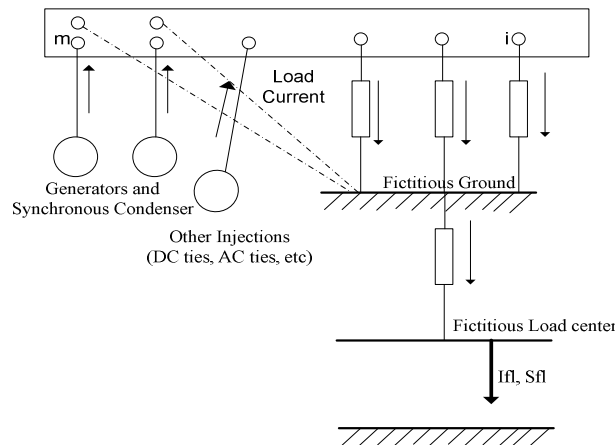 m
i
Load
Current
Generators and
Synchronous Condenser
Fictitious Ground
Other Injections
(DC ties, AC ties, etc)
Fictitious Load center
Ifl, Sfl